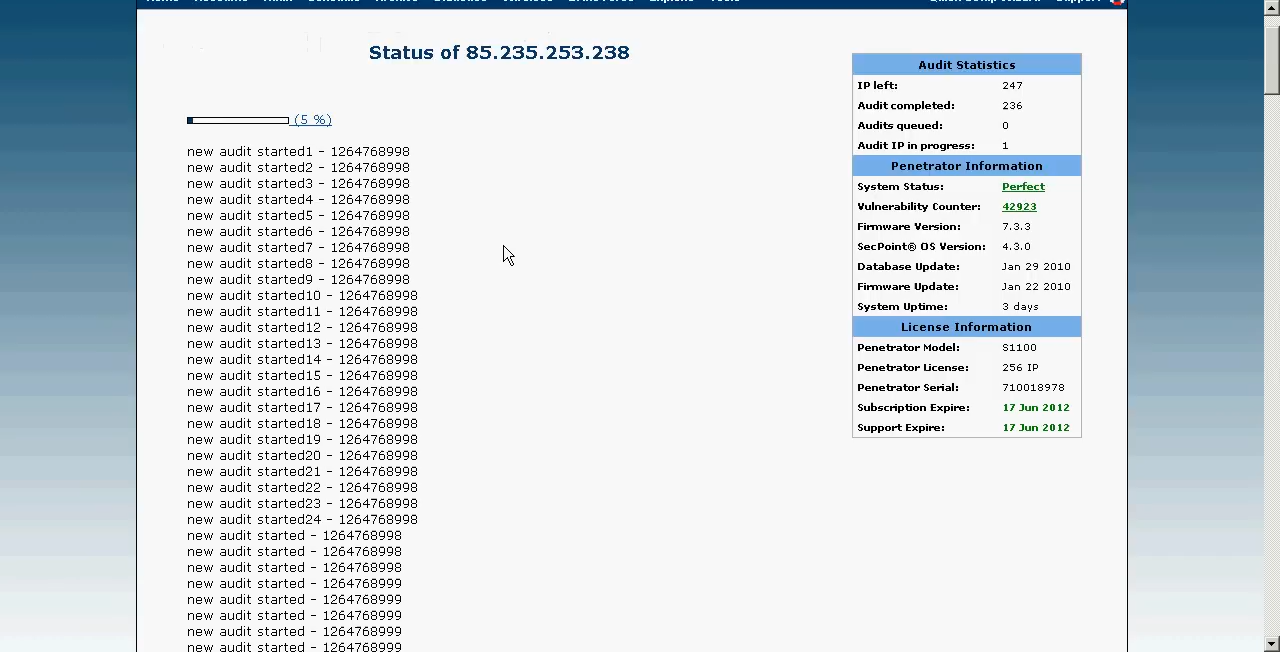 Status of 85.235.253.238
(5 %)
new audit started1 - 1264768998
new audit started2 - 1264768998
new audit started3 - 1264768998
new audit started4 - 1264768998
new audit started5 - 1264768998
new audit started6 - 1264768998
new audit started7 - 1264768998
new audit started8 - 1264768998
new audit started9 - 1264768998
new audit started10 - 1264768998
new audit started11 - 1264768998
new audit started12 - 1264768998
new audit started13 - 1264768998
new audit started14 - 1264768998
new audit started15 - 1264768998
new audit started16 - 1264768998
new audit started17 - 1264768998
new audit started18 - 1264768998
new audit started19 - 1264768998
new audit started20 - 1264768998
new audit started21 - 1264768998
new audit started22 - 1264768998
new audit started23 - 1264768998
new audit started24 - 1264768998
new audit started - 1264768998
new audit started - 1264768998
new audit started - 1264768998
new audit started - 1264768999
new audit started - 1264768999
new audit started - 1264768999
new audit started - 1264768999
new audit started - 1264768999
Audit Statistics
IP left: 247
Audit completed: 236
Audits queued: 0
Audit IP in progress: 1
Penetrator Information
System Status: Perfect
Vulnerability Counter: 42923
Firmware Version: 7.3.3
SecPoint® OS Version: 4.3.0
Database Update: Jan 29 2010
Firmware Update: Jan 22 2010
System Uptime: 3 days
License Information
Penetrator Model: S1100
Penetrator License: 256 IP
Penetrator Serial: 710018978
Subscription Expire: 17 Jun 2012
Support Expire: 17 Jun 2012